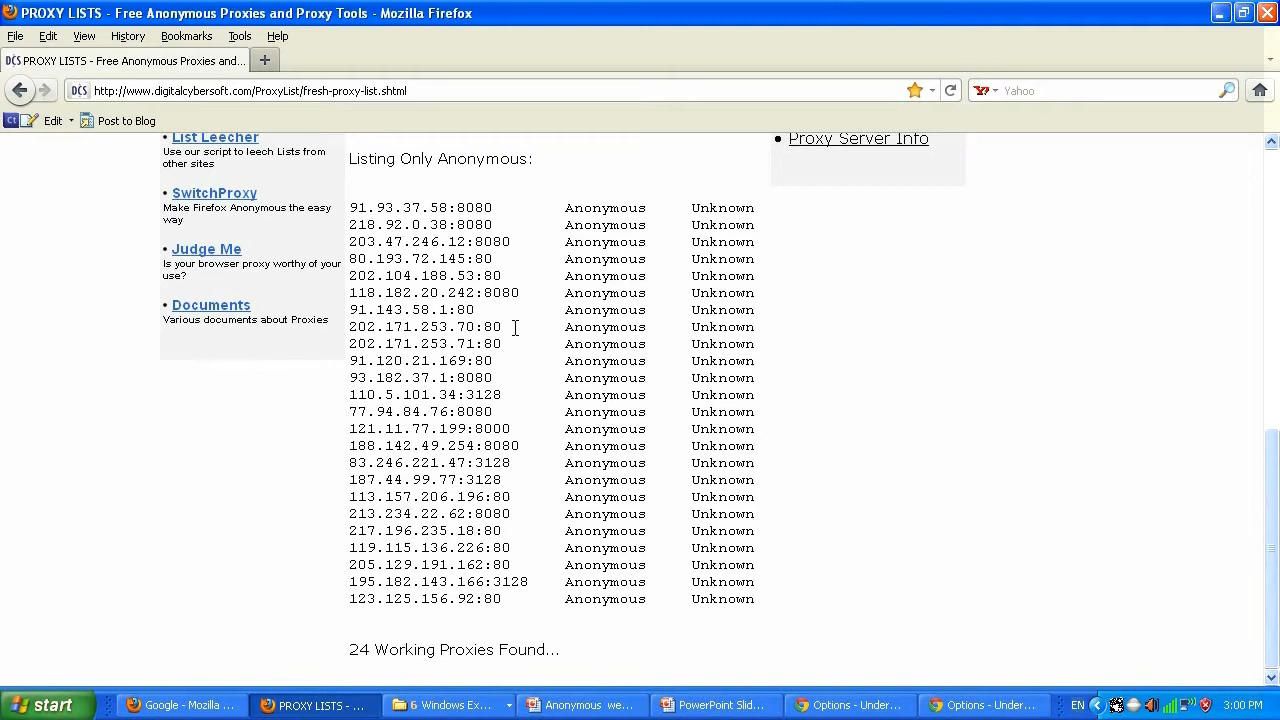 PROXY LISTS - Free Anonymous Proxies and Proxy Tools - Mozilla Firefox
File Edit View History Bookmarks Tools Help
DCS PROXY LISTS - Free Anonymous Proxies and...
DCS http://www.digitalcybersoft.com/ProxyList/fresh-proxy-list.shtml
Y! Yahoo
Ct Edit Post to Blog
• List Leecher
Use our script to leech Lists from
other sites
• SwitchProxy
Make Firefox Anonymous the easy
way
• Judge Me
Is your browser proxy worthy of your
use?
• Documents
Various documents about Proxies
Listing Only Anonymous:
91.93.37.58:8080 Anonymous Unknown
218.92.0.38:8080 Anonymous Unknown
203.47.246.12:8080 Anonymous Unknown
80.193.72.145:80 Anonymous Unknown
202.104.188.53:80 Anonymous Unknown
118.182.20.242:8080 Anonymous Unknown
91.143.58.1:80 Anonymous Unknown
202.171.253.70:80 Anonymous Unknown
202.171.253.71:80 Anonymous Unknown
91.120.21.169:80 Anonymous Unknown
93.182.37.1:8080 Anonymous Unknown
110.5.101.34:3128 Anonymous Unknown
77.94.84.76:8080 Anonymous Unknown
121.11.77.199:8000 Anonymous Unknown
188.142.49.254:8080 Anonymous Unknown
83.246.221.47:3128 Anonymous Unknown
187.44.99.77:3128 Anonymous Unknown
113.157.206.196:80 Anonymous Unknown
213.234.22.62:8080 Anonymous Unknown
217.196.235.18:80 Anonymous Unknown
119.115.136.226:80 Anonymous Unknown
205.129.191.162:80 Anonymous Unknown
195.182.143.166:3128 Anonymous Unknown
123.125.156.92:80 Anonymous Unknown
24 Working Proxies Found...
• Proxy Server Info
start Google - Mozilla ... PROXY LISTS - ... 6 Windows Ex... Anonymous we... PowerPoint Slid... Options - Under... Options - Under... EN 3:00 PM